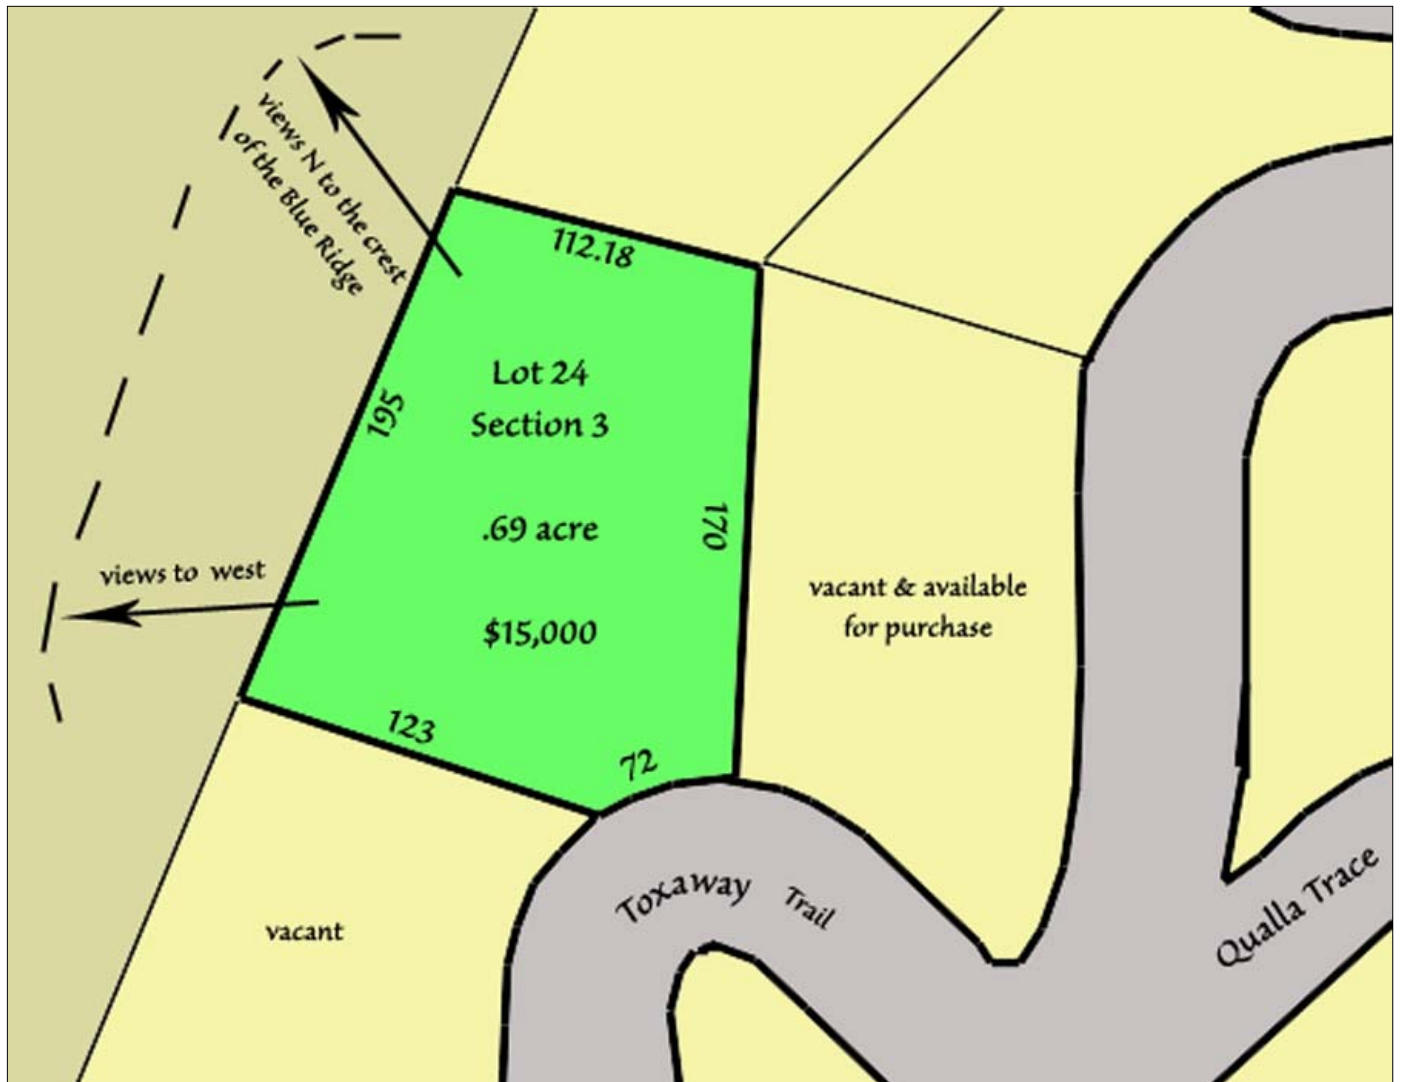 views N to the crest
of the Blue Ridge
112.18
Lot 24
Section 3
195
.69 acre
170
views to west
vacant & available
for purchase
$15,000
123
72
Toxaway Trail
Qualla Trace
vacant